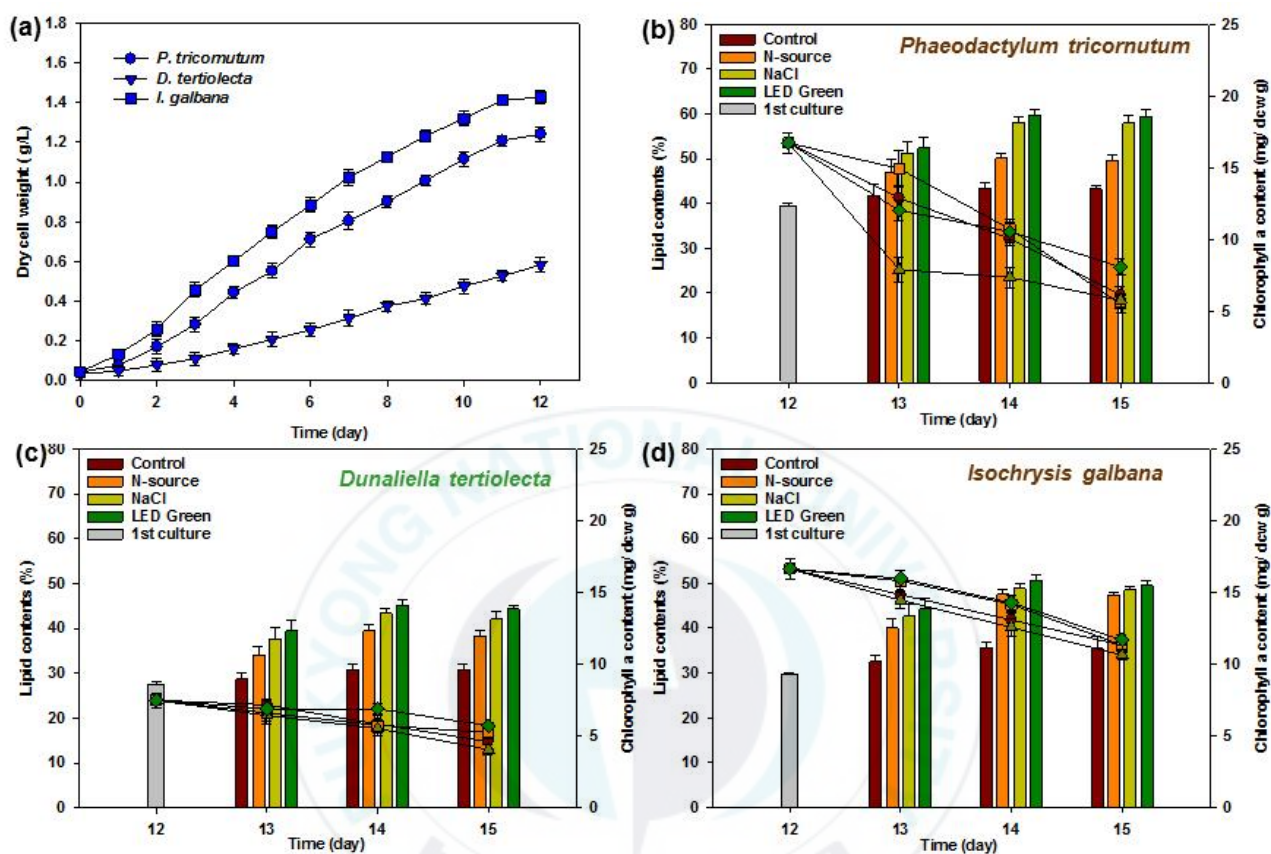 (a)
1.8
1.6
1.4
1.2
1.0
0.8
0.6
0.4
0.2
0.0
Dry cell weight ( g/L)
P. tricornutum
D. tertiolecta
I. galbana
0 2 4 6 8 10 12
Time (day)
(b)
Phaeodactylum tricornutum
Control
N-source
NaCl
LED Green
1st culture
80
70
60
50
40
30
20
10
0
Lipid contents (%)
25
20
15
10
5
0
Chlorophyll a content (mg/ dcw g)
12 13 14 15
Time (day)
(c)
Dunaliella tertiolecta
Control
N-source
NaCl
LED Green
1st culture
80
70
60
50
40
30
20
10
0
Lipid contents (%)
25
20
15
10
5
0
Chlorophyll a content (mg/ dcw g)
12 13 14 15
Time (day)
(d)
Isochrysis galbana
Control
N-source
NaCl
LED Green
1st culture
80
70
60
50
40
30
20
10
0
Lipid contents (%)
25
20
15
10
5
0
Chlorophyll a content (mg/ dcw g)
12 13 14 15
Time (day)
PUKYONG NATIONAL